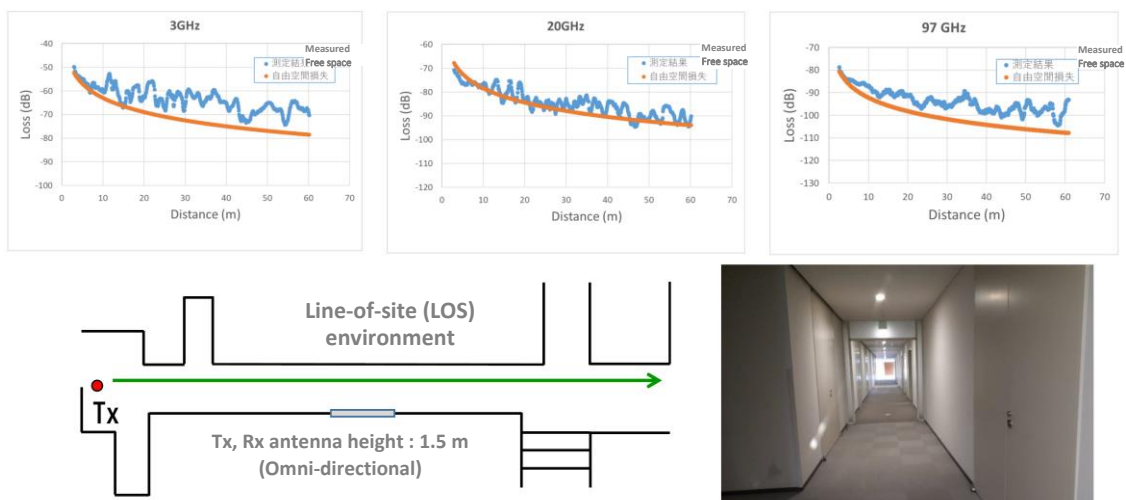 3GHz
-40
-50
-60
-70
-80
-90
-100
Loss (dB)
0
10
20
30
40
50
60
70
Distance (m)
測定結果
自由空間損失
Measured
Free space
20GHz
-60
-70
-80
-90
-100
-110
-120
Loss (dB)
0
10
20
30
40
50
60
70
Distance (m)
測定結果
自由空間損失
Measured
Free space
97 GHz
-70
-80
-90
-100
-110
-120
-130
Loss (dB)
0
10
20
30
40
50
60
70
Distance (m)
測定結果
自由空間損失
Measured
Free space
Line-of-site (LOS)
environment
Tx
Tx, Rx antenna height : 1.5 m
(Omni-directional)